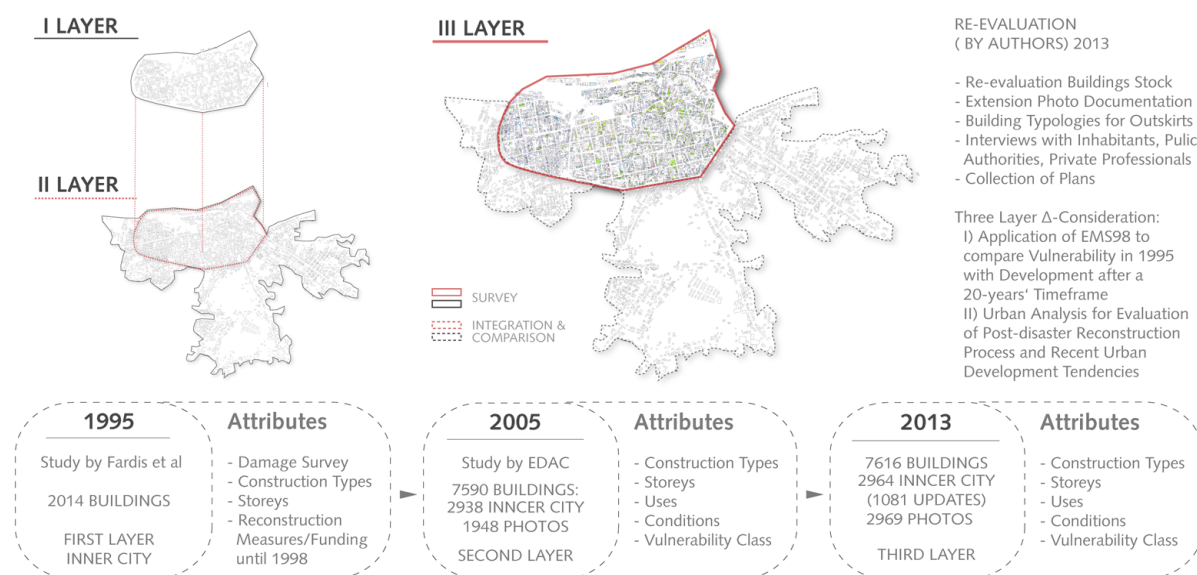 I LAYER
II LAYER
III LAYER
SURVEY
INTEGRATION &
COMPARISON
RE-EVALUATION
( BY AUTHORS) 2013
- Re-evaluation Buildings Stock
- Extension Photo Documentation
- Building Typologies for Outskirts
- Interviews with Inhabitants, Pulic
Authorities, Private Professionals
- Collection of Plans
Three Layer Δ-Consideration:
I) Application of EMS98 to
compare Vulnerability in 1995
with Development after a
20-years‘ Timeframe
II) Urban Analysis for Evaluation
of Post-disaster Reconstruction
Process and Recent Urban
Development Tendencies
1995
Study by Fardis et al
2014 BUILDINGS
FIRST LAYER
INNER CITY
Attributes
- Damage Survey
- Construction Types
- Storeys
- Reconstruction
Measures/Funding
until 1998
2005
Study by EDAC
7590 BUILDINGS:
2938 INNCER CITY
1948 PHOTOS
SECOND LAYER
Attributes
- Construction Types
- Storeys
- Uses
- Conditions
- Vulnerability Class
2013
7616 BUILDINGS
2964 INNCER CITY
(1081 UPDATES)
2969 PHOTOS
THIRD LAYER
Attributes
- Construction Types
- Storeys
- Uses
- Conditions
- Vulnerability Class